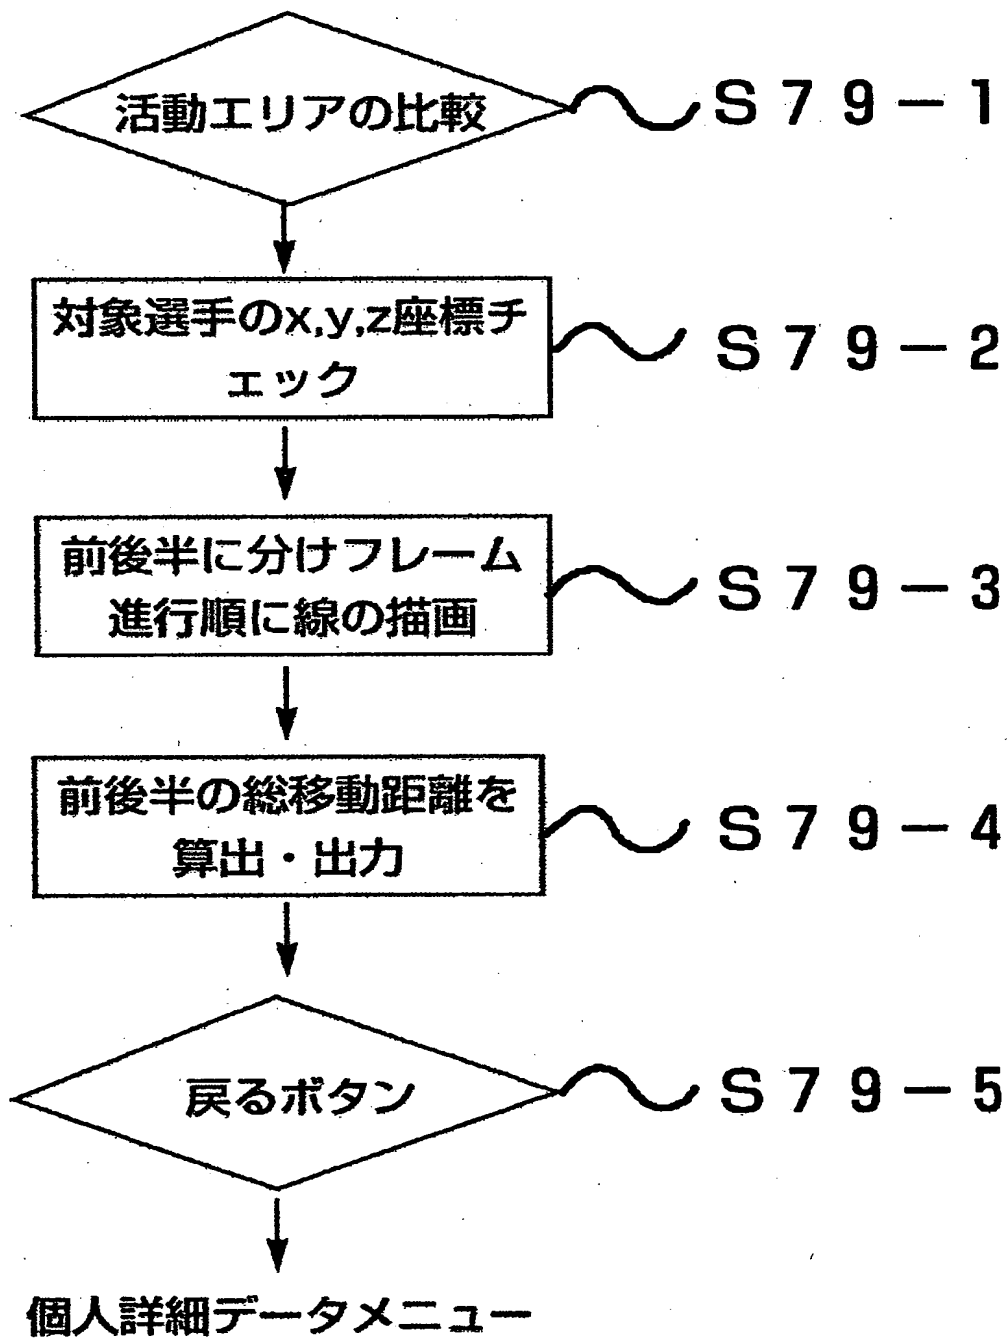 活動エリアの比較
S79-1
対象選手のx,y,z座標チ
ェック
S79-2
前後半に分けフレーム
進行順に線の描画
S79-3
前後半の総移動距離を
算出・出力
S79-4
戻るボタン
S79-5
個人詳細データメニュー